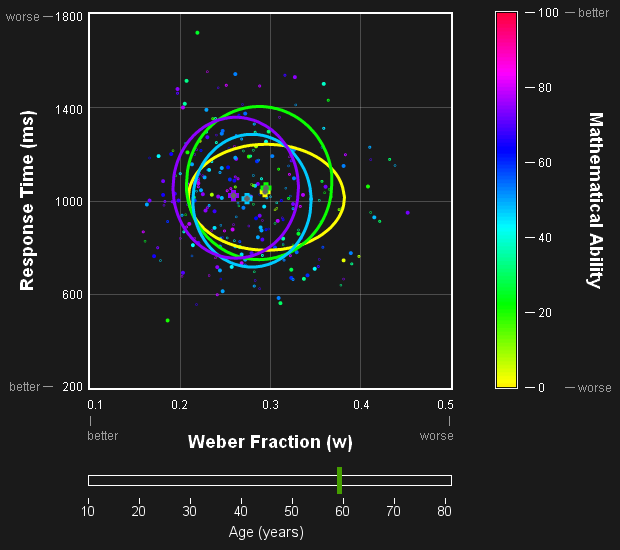 worse — 1800
1400
1000
600
better — 200
Response Time (ms)
0.1 0.2 0.3 0.4 0.5
better worse
Weber Fraction (w)
10 20 30 40 50 60 70 80
Age (years)
100 — better
80
60
40
20
0 — worse
Mathematical Ability